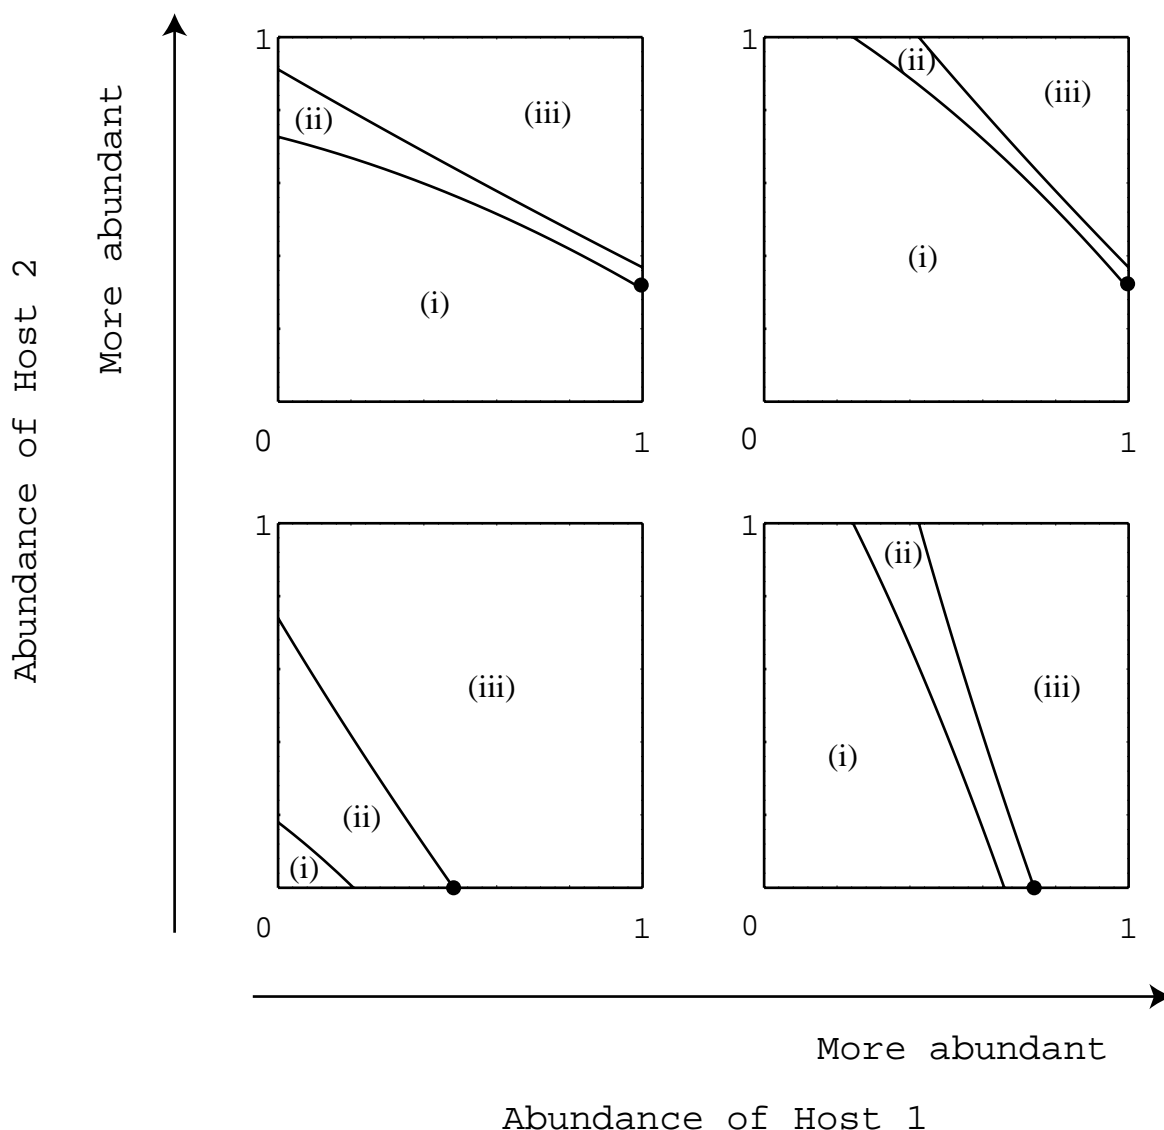 Abundance of Host 2
More abundant
1
(ii)
(iii)
(i)
0
1
1
(ii)
(iii)
(i)
0
1
1
(iii)
(ii)
(i)
0
1
1
(ii)
(iii)
(i)
0
1
More abundant
Abundance of Host 1